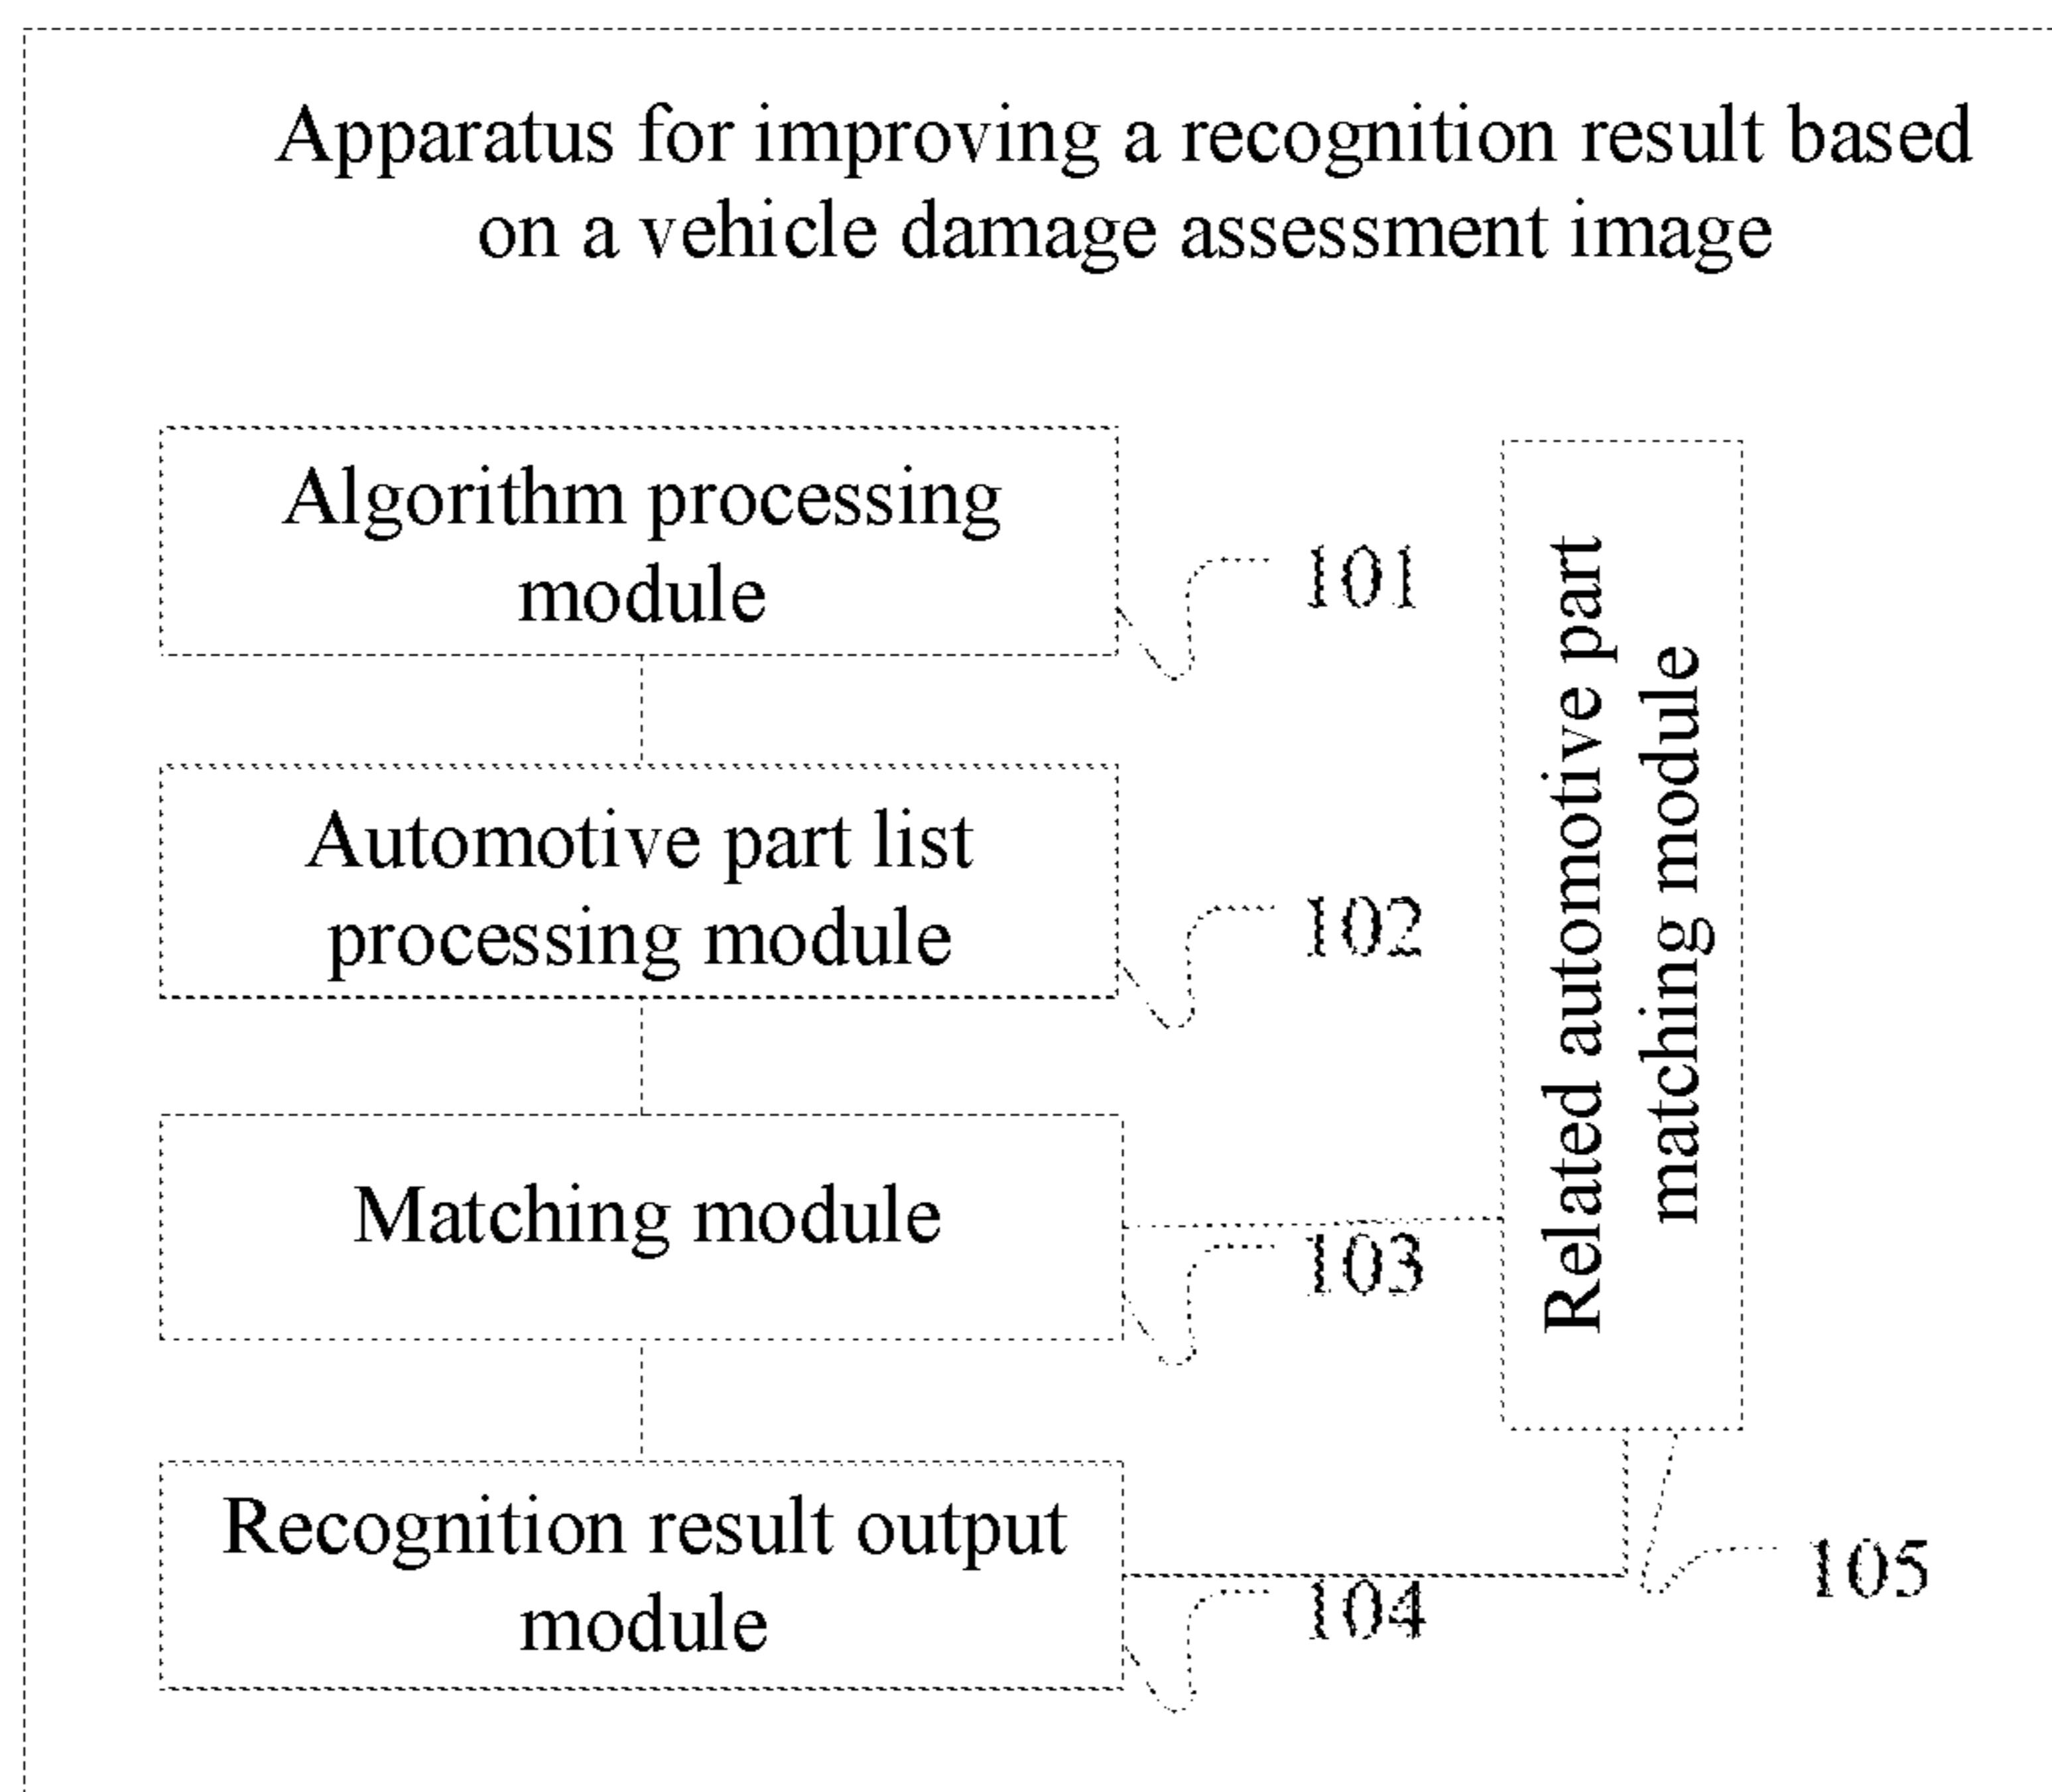 Apparatus for improving a recognition result based
on a vehicle damage assessment image
Algorithm processing
module
101
Automotive part list
processing module
102
Matching module
103
Recognition result output
module
104
Related automotive part
matching module
105